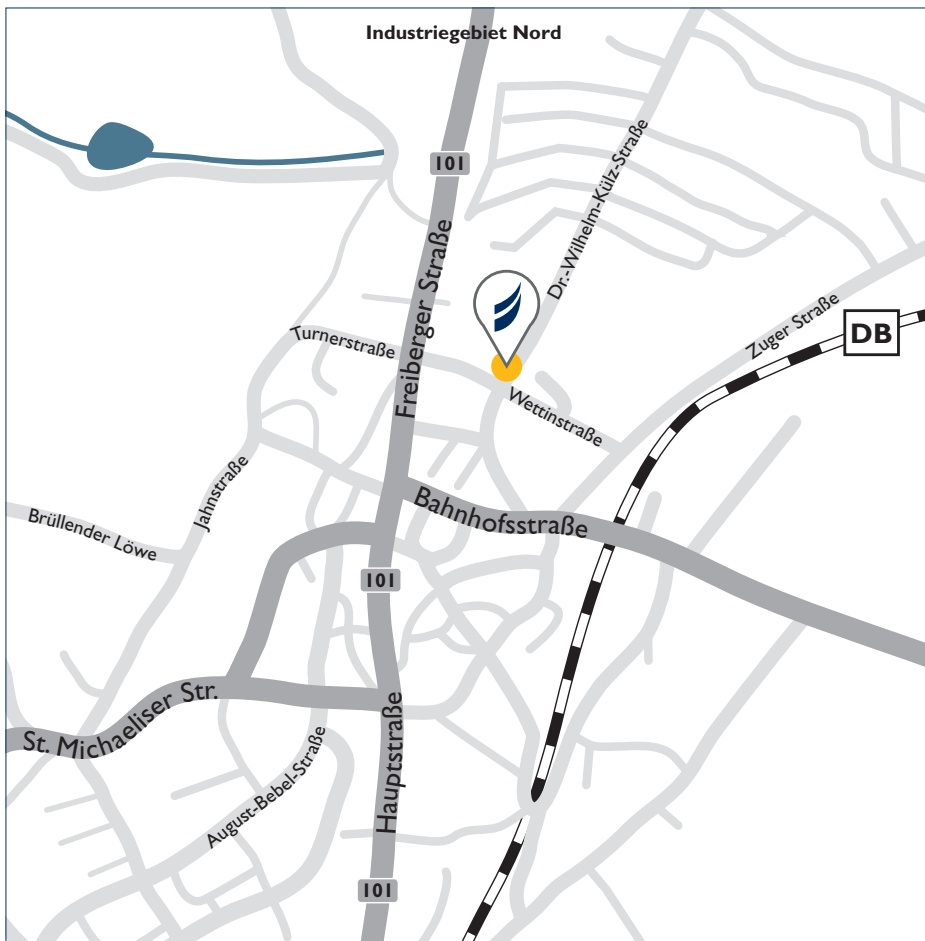 Industriegebiet Nord
101
Dr.-Wilhelm-Külz-Straße
Freiberger Straße
Zuger Straße
DB
Turnerstraße
Wettinstraße
Jahnstraße
Bahnhofsstraße
Brüllender Löwe
101
St. Michaeliser Str.
Hauptstraße
August-Bebel-Straße
101